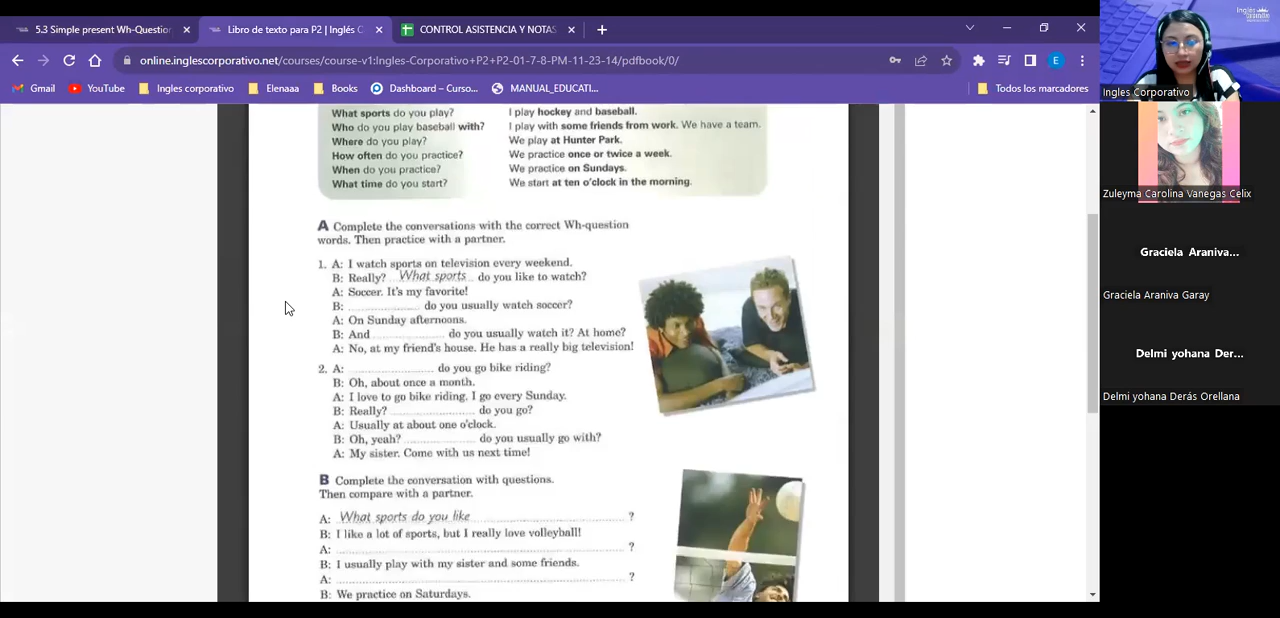 5.3 Simple present Wh-Question
Libro de texto para P2 | Inglés C
CONTROL ASISTENCIA Y NOTAS
online.inglescorporativo.net/courses/course-v1:Ingles-Corporativo+P2+P2-01-7-8-PM-11-23-14/pdfbook/0/
E
Gmail
YouTube
Ingles corporativo
Elenaaa
Books
Dashboard – Curso...
MANUAL_EDUCATI...
Todos los marcadores
What sports do you play? I play hockey and baseball.
Who do you play baseball with? I play with some friends from work. We have a team.
Where do you play? We play at Hunter Park.
How often do you practice? We practice once or twice a week.
When do you practice? We practice on Sundays.
What time do you start? We start at ten o'clock in the morning.
A Complete the conversations with the correct Wh-question
words. Then practice with a partner.
1. A: I watch sports on television every weekend.
B: Really? What sports do you like to watch?
A: Soccer. It's my favorite!
B: .................. do you usually watch soccer?
A: On Sunday afternoons.
B: And .................. do you usually watch it? At home?
A: No, at my friend's house. He has a really big television!
2. A: .................. do you go bike riding?
B: Oh, about once a month.
A: I love to go bike riding. I go every Sunday.
B: Really? .................. do you go?
A: Usually at about one o'clock.
B: Oh, yeah? .................. do you usually go with?
A: My sister. Come with us next time!
B Complete the conversation with questions.
Then compare with a partner.
A: What sports do you like ?
B: I like a lot of sports, but I really love volleyball!
A: .................. ?
B: I usually play with my sister and some friends.
A: .................. ?
B: We practice on Saturdays.
Ingles Corporativo
Zuleyma Carolina Vanegas Celix
Graciela Araniva...
Graciela Araniva Garay
Delmi yohana Der...
Delmi yohana Derás Orellana